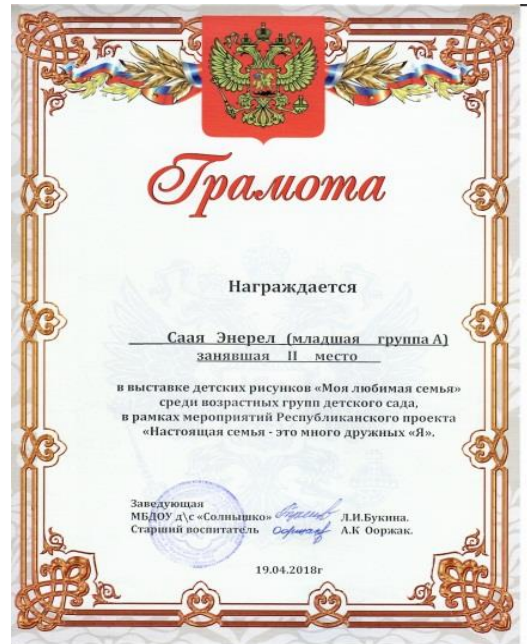 Грамота
Награждается
Саая Энерел (младшая группа А)
занявшая II место
в выставке детских рисунков «Моя любимая семья»
среди возрастных групп детского сада,
в рамках мероприятий Республиканского проекта
«Настоящая семья - это много дружных «Я».
Заведующая
МБДОУ д\с «Солнышко» Л.И.Букина.
Старший воспитатель А.К Ооржак.
19.04.2018г